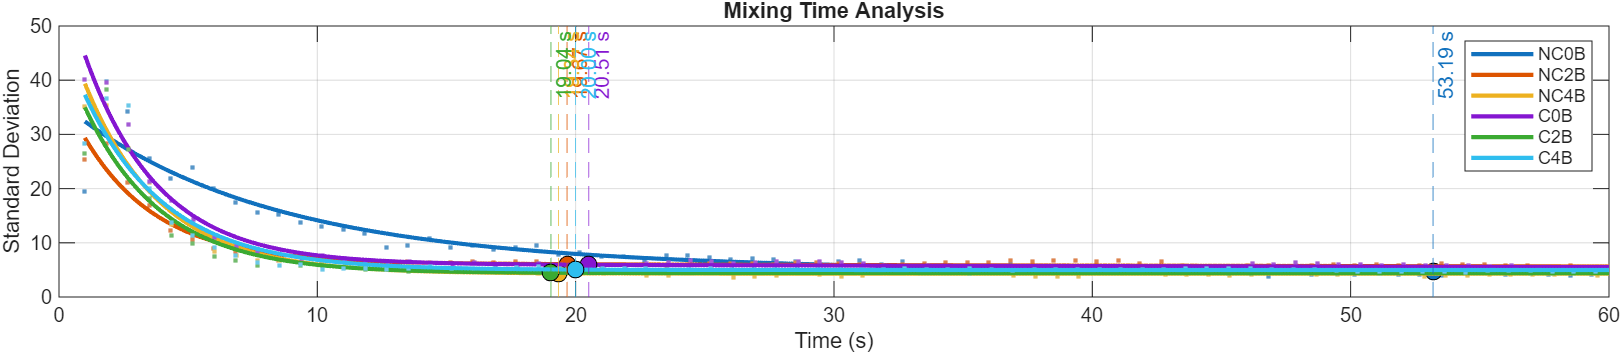 Mixing Time Analysis
Standard Deviation
50
40
30
20
10
0
19.04 s
20.51 s
53.19 s
NC0B
NC2B
NC4B
C0B
C2B
C4B
0
10
20
30
40
50
60
Time (s)